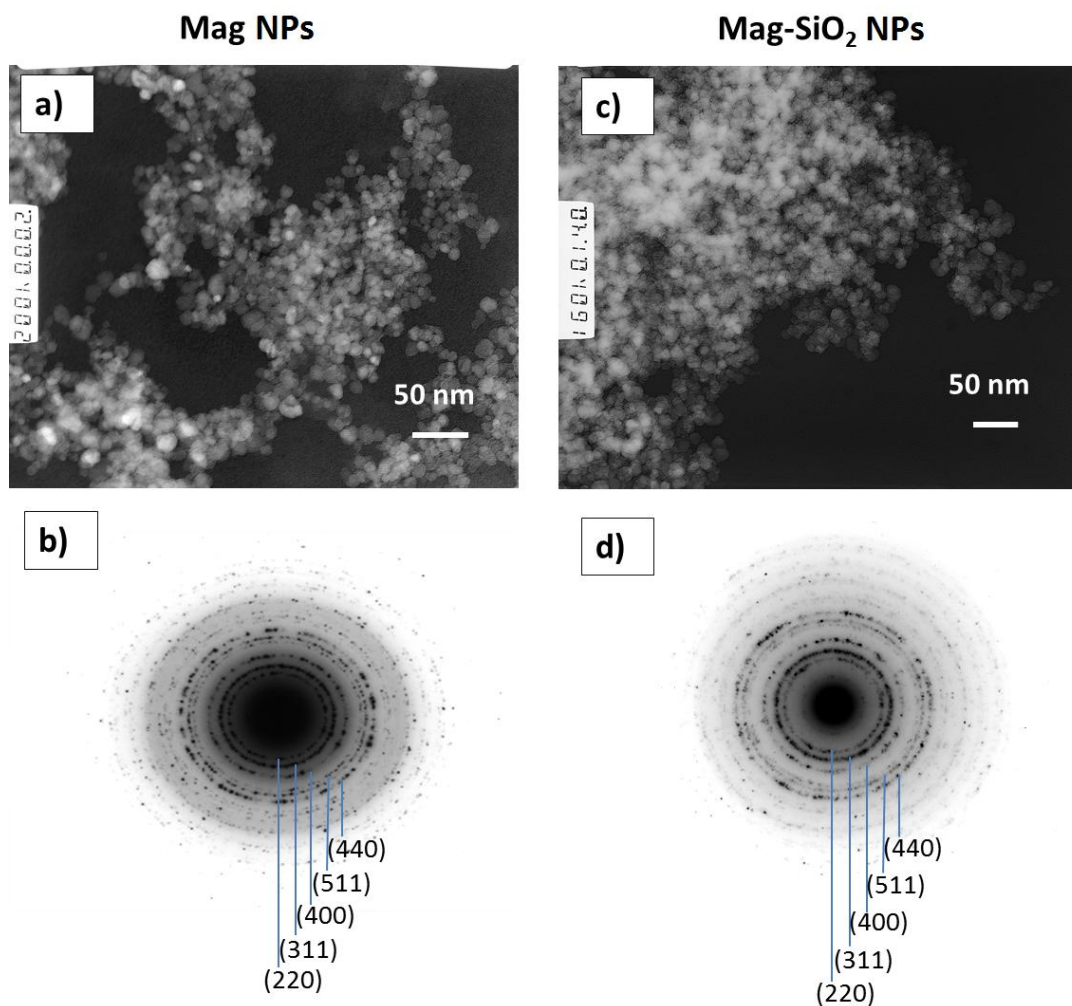 Mag NPs
Mag-SiO₂ NPs
a)
50 nm
c)
50 nm
b)
(440)
(511)
(400)
(311)
(220)
d)
(440)
(511)
(400)
(311)
(220)